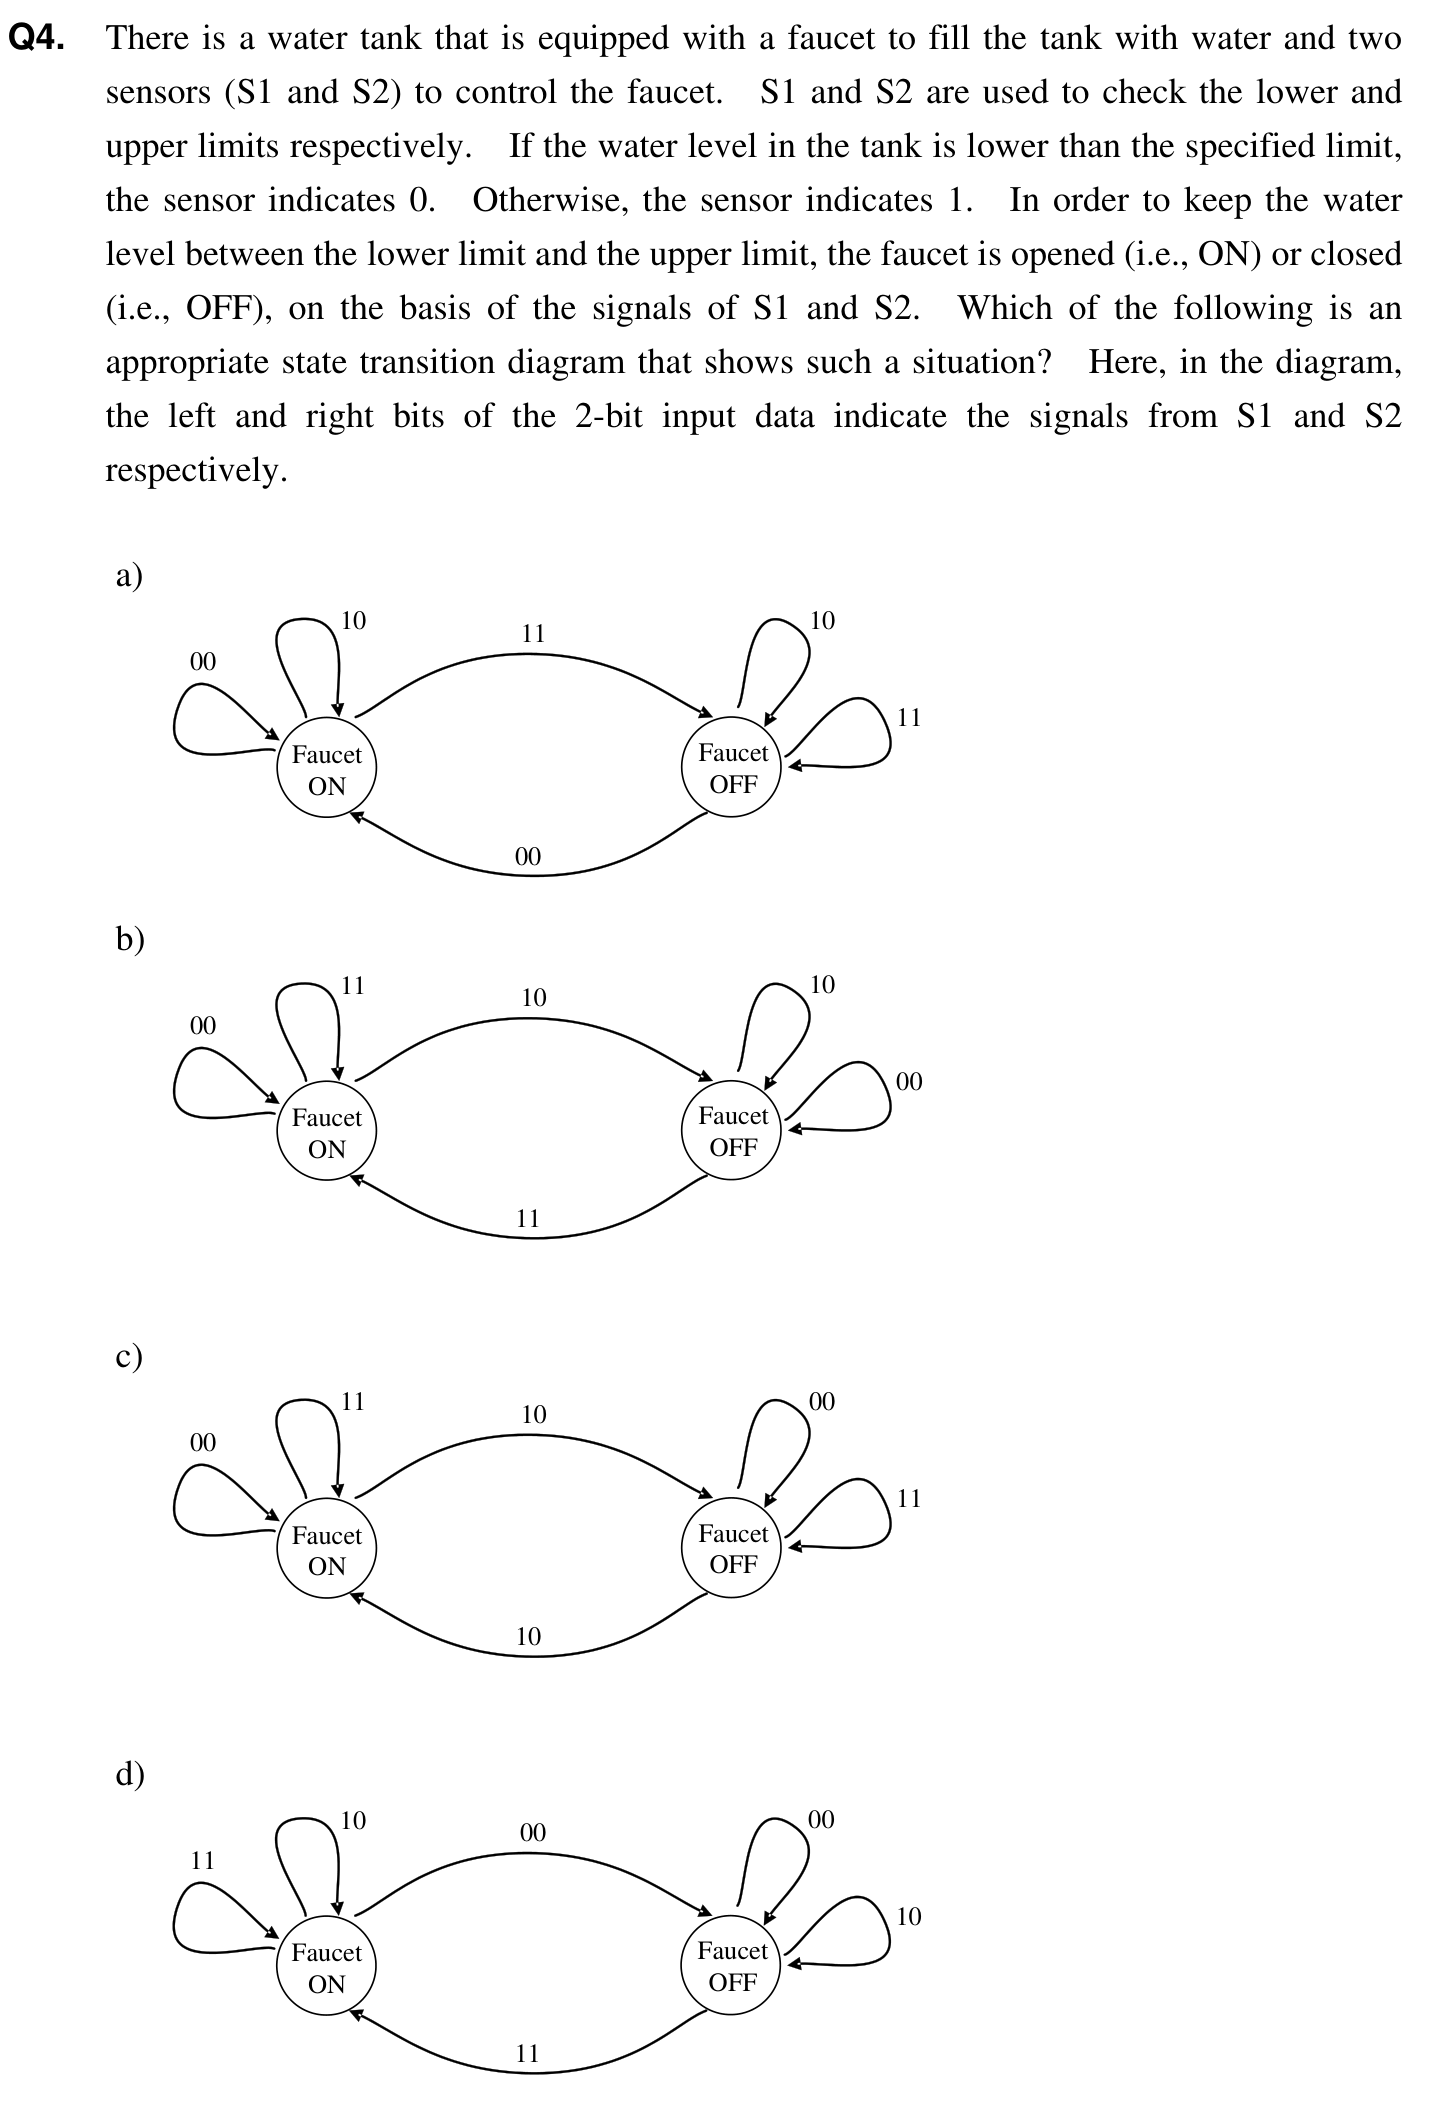 Q4. There is a water tank that is equipped with a faucet to fill the tank with water and two
sensors (S1 and S2) to control the faucet. S1 and S2 are used to check the lower and
upper limits respectively. If the water level in the tank is lower than the specified limit,
the sensor indicates 0. Otherwise, the sensor indicates 1. In order to keep the water
level between the lower limit and the upper limit, the faucet is opened (i.e., ON) or closed
(i.e., OFF), on the basis of the signals of S1 and S2. Which of the following is an
appropriate state transition diagram that shows such a situation? Here, in the diagram,
the left and right bits of the 2-bit input data indicate the signals from S1 and S2
respectively.
a)
10
10
11
00
11
Faucet
ON
Faucet
OFF
00
b)
11
10
10
00
00
Faucet
ON
Faucet
OFF
11
c)
11
00
10
00
11
Faucet
ON
Faucet
OFF
10
d)
10
00
00
11
10
Faucet
ON
Faucet
OFF
11